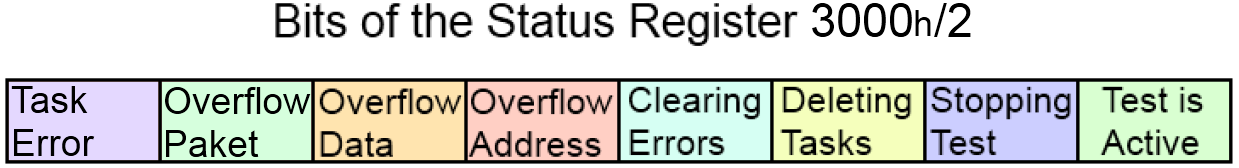 Bits of the Status Register 3000h/2
Task
Error
Overflow
Paket
Overflow
Data
Overflow
Address
Clearing
Errors
Deleting
Tasks
Stopping
Test
Test is
Active